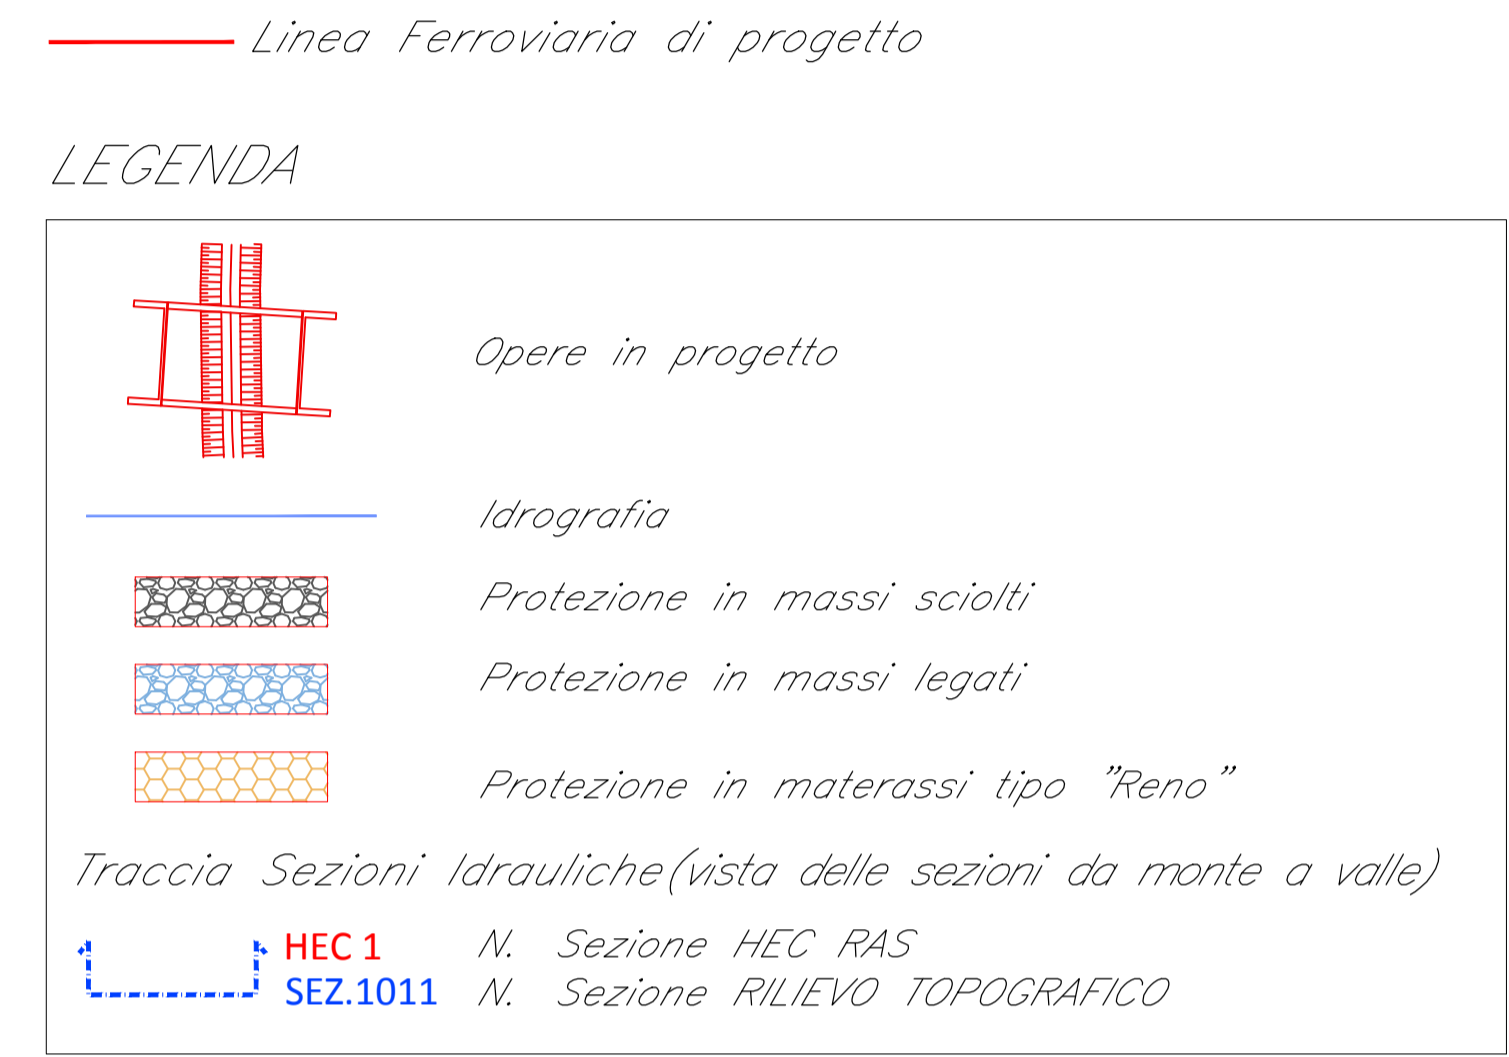 Linea Ferroviaria di progetto
LEGENDA
Opere in progetto
Idrografia
Protezione in massi sciolti
Protezione in massi legati
Protezione in materassi tipo "Reno"
Traccia Sezioni Idrauliche(vista delle sezioni da monte a valle)
HEC 1 N. Sezione HEC RAS
SEZ.1011 N. Sezione RILIEVO TOPOGRAFICO